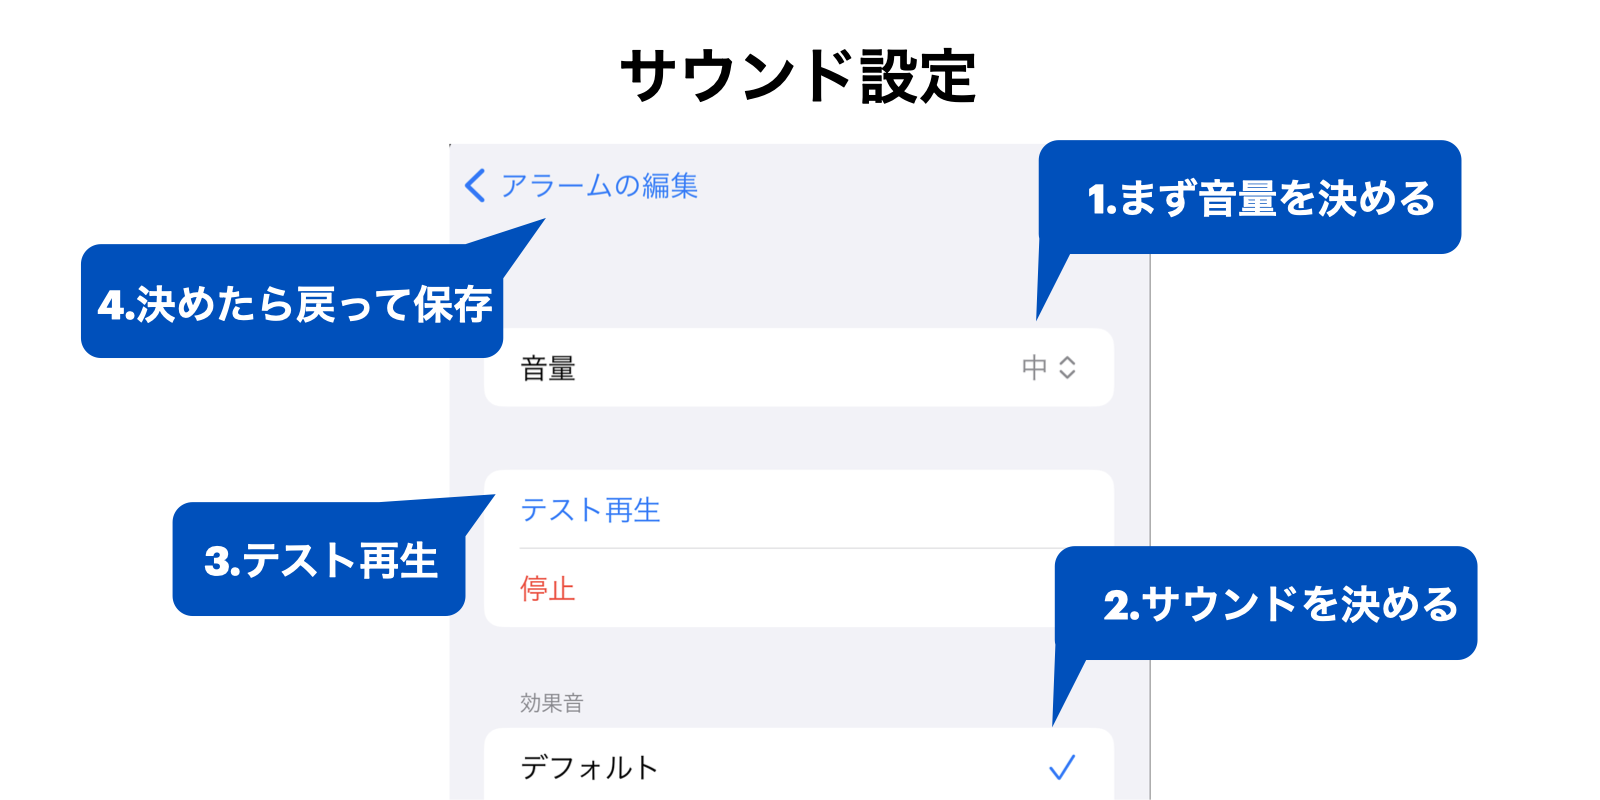 サウンド設定
アラームの編集
1.まず音量を決める
4.決めたら戻って保存
音量
中
テスト再生
3.テスト再生
停止
2.サウンドを決める
効果音
デフォルト